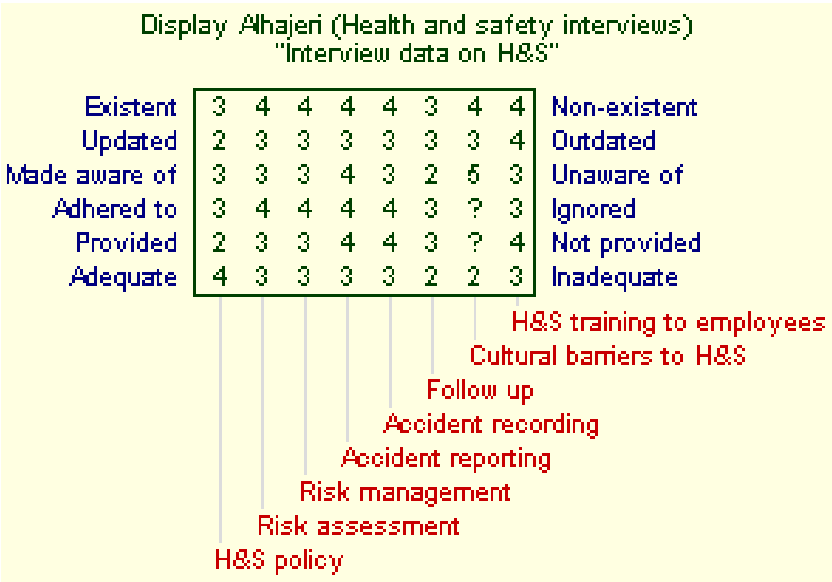 Display Alhajeri (Health and safety interviews)
"Interview data on H&S"
Existent 3 4 4 4 4 3 4 4 Non-existent
Updated 2 3 3 3 3 3 3 4 Outdated
Made aware of 3 3 3 4 3 2 5 3 Unaware of
Adhered to 3 4 4 4 4 3 ? 3 Ignored
Provided 2 3 3 4 4 3 ? 4 Not provided
Adequate 4 3 3 3 3 2 2 3 Inadequate
H&S training to employees
Cultural barriers to H&S
Follow up
Accident recording
Accident reporting
Risk management
Risk assessment
H&S policy